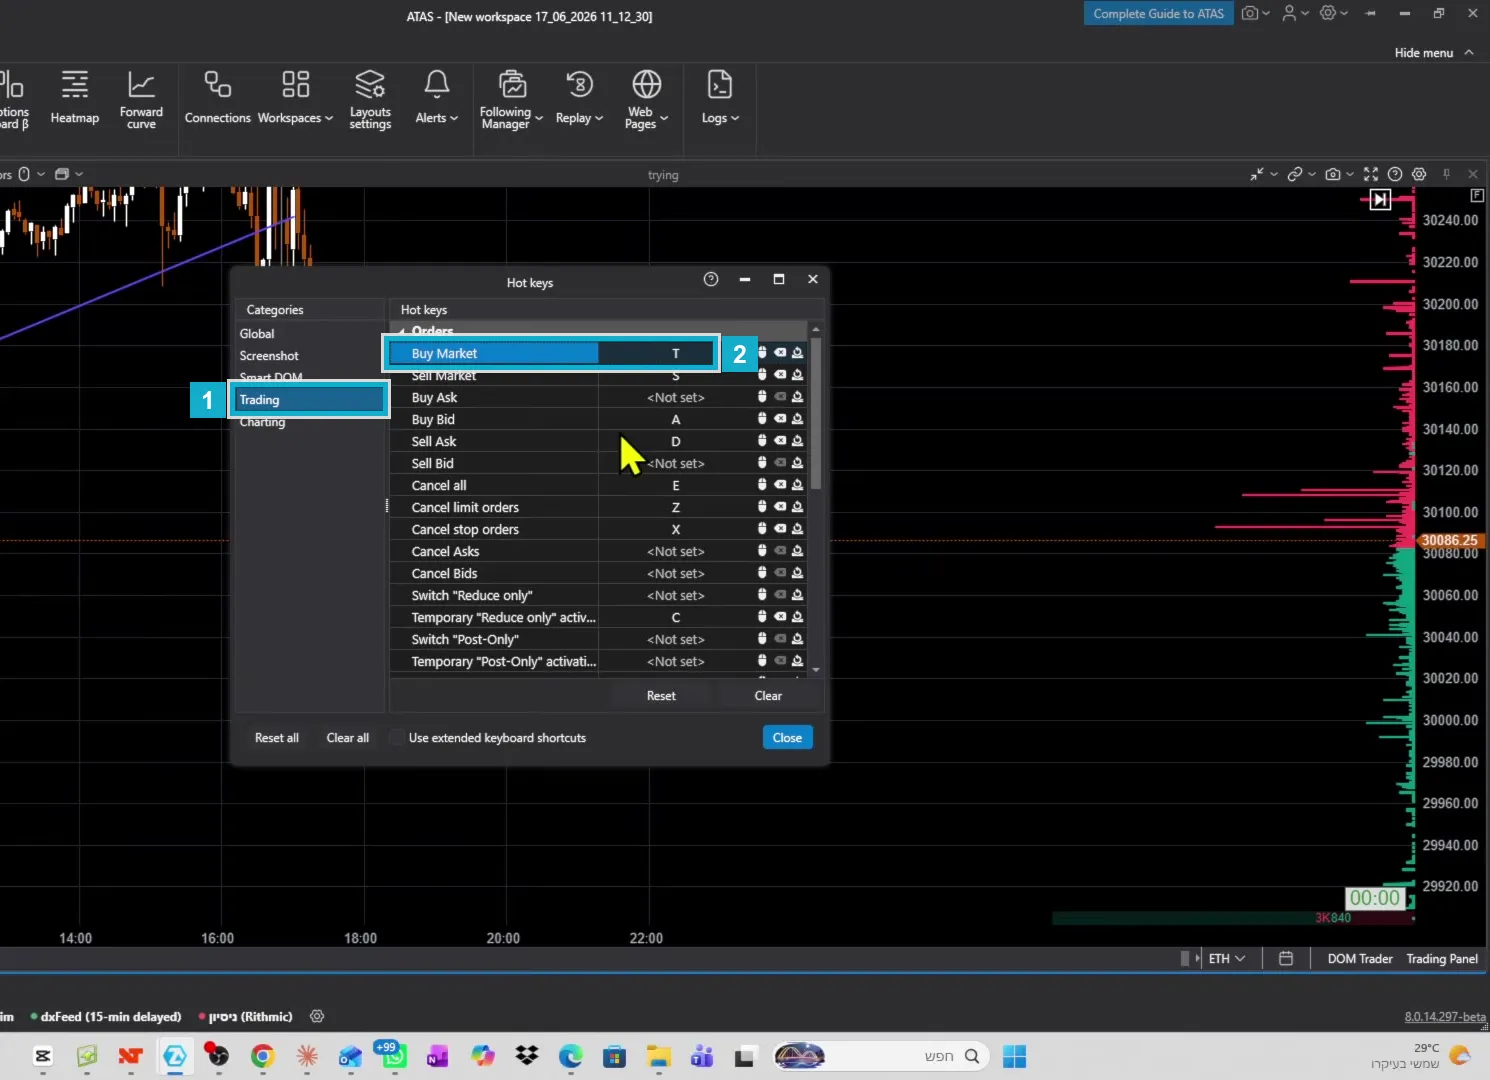 ATAS - [New workspace 17_06_2026 11_12_30]
Complete Guide to ATAS
Hide menu
Heatmap
Forward curve
Connections
Workspaces
Layouts settings
Alerts
Following Manager
Replay
Web Pages
Logs
trying
Hot keys
Categories
Global
Screenshot
Smart DOM
1
Trading
Charting
Hot keys
Orders
Buy Market T
2
Sell Market S
Buy Ask <Not set>
Buy Bid A
Sell Ask D
Sell Bid <Not set>
Cancel all E
Cancel limit orders Z
Cancel stop orders X
Cancel Asks <Not set>
Cancel Bids <Not set>
Switch "Reduce only" <Not set>
Temporary "Reduce only" activ... C
Switch "Post-Only" <Not set>
Temporary "Post-Only" activati... <Not set>
Reset
Clear
Reset all
Clear all
Use extended keyboard shortcuts
Close
F
30240.00
30220.00
30200.00
30180.00
30160.00
30140.00
30120.00
30100.00
30086.25
30080.00
30060.00
30040.00
30020.00
30000.00
29980.00
29960.00
29940.00
29920.00
00:00
3K840
14:00
16:00
18:00
20:00
22:00
ETH
DOM Trader
Trading Panel
dxFeed (15-min delayed)
ניסיון (Rithmic)
8.0.14.297-beta
+99
חפש
29°C
שמשי בעיקרו